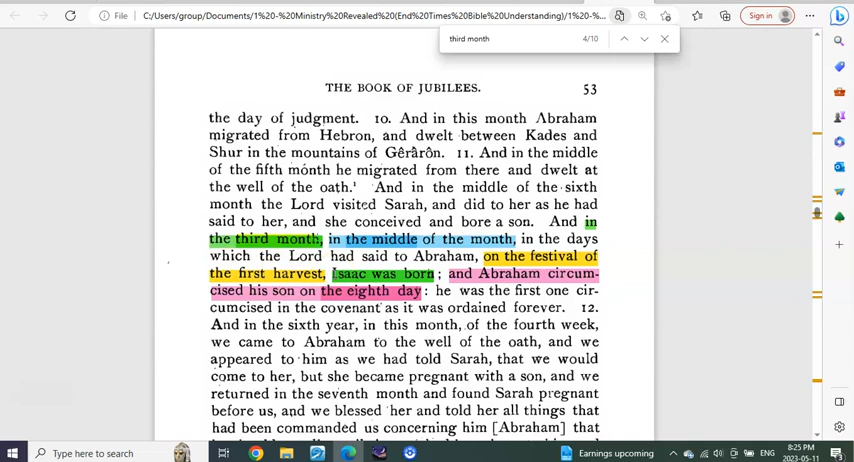 File
C:/Users/group/Documents/1%20-%20Ministry%20Revealed%20(End%20Times%20Bible%20Understanding)/1%20-%...
Sign in
third month
4/10
THE BOOK OF JUBILEES.
53
the day of judgment. 10. And in this month Abraham
migrated from Hebron, and dwelt between Kades and
Shur in the mountains of Gêrârôn. 11. And in the middle
of the fifth month he migrated from there and dwelt at
the well of the oath.¹ And in the middle of the sixth
month the Lord visited Sarah, and did to her as he had
said to her, and she conceived and bore a son. And in
the third month, in the middle of the month, in the days
which the Lord had said to Abraham, on the festival of
the first harvest, Isaac was born; and Abraham circum-
cised his son on the eighth day: he was the first one cir-
cumcised in the covenant as it was ordained forever. 12.
And in the sixth year, in this month, of the fourth week,
we came to Abraham to the well of the oath, and we
appeared to him as we had told Sarah, that we would
come to her, but she became pregnant with a son, and we
returned in the seventh month and found Sarah pregnant
before us, and we blessed her and told her all things that
had been commanded us concerning him [Abraham] that
Type here to search
Earnings upcoming
ENG
8:25 PM
2023-05-11